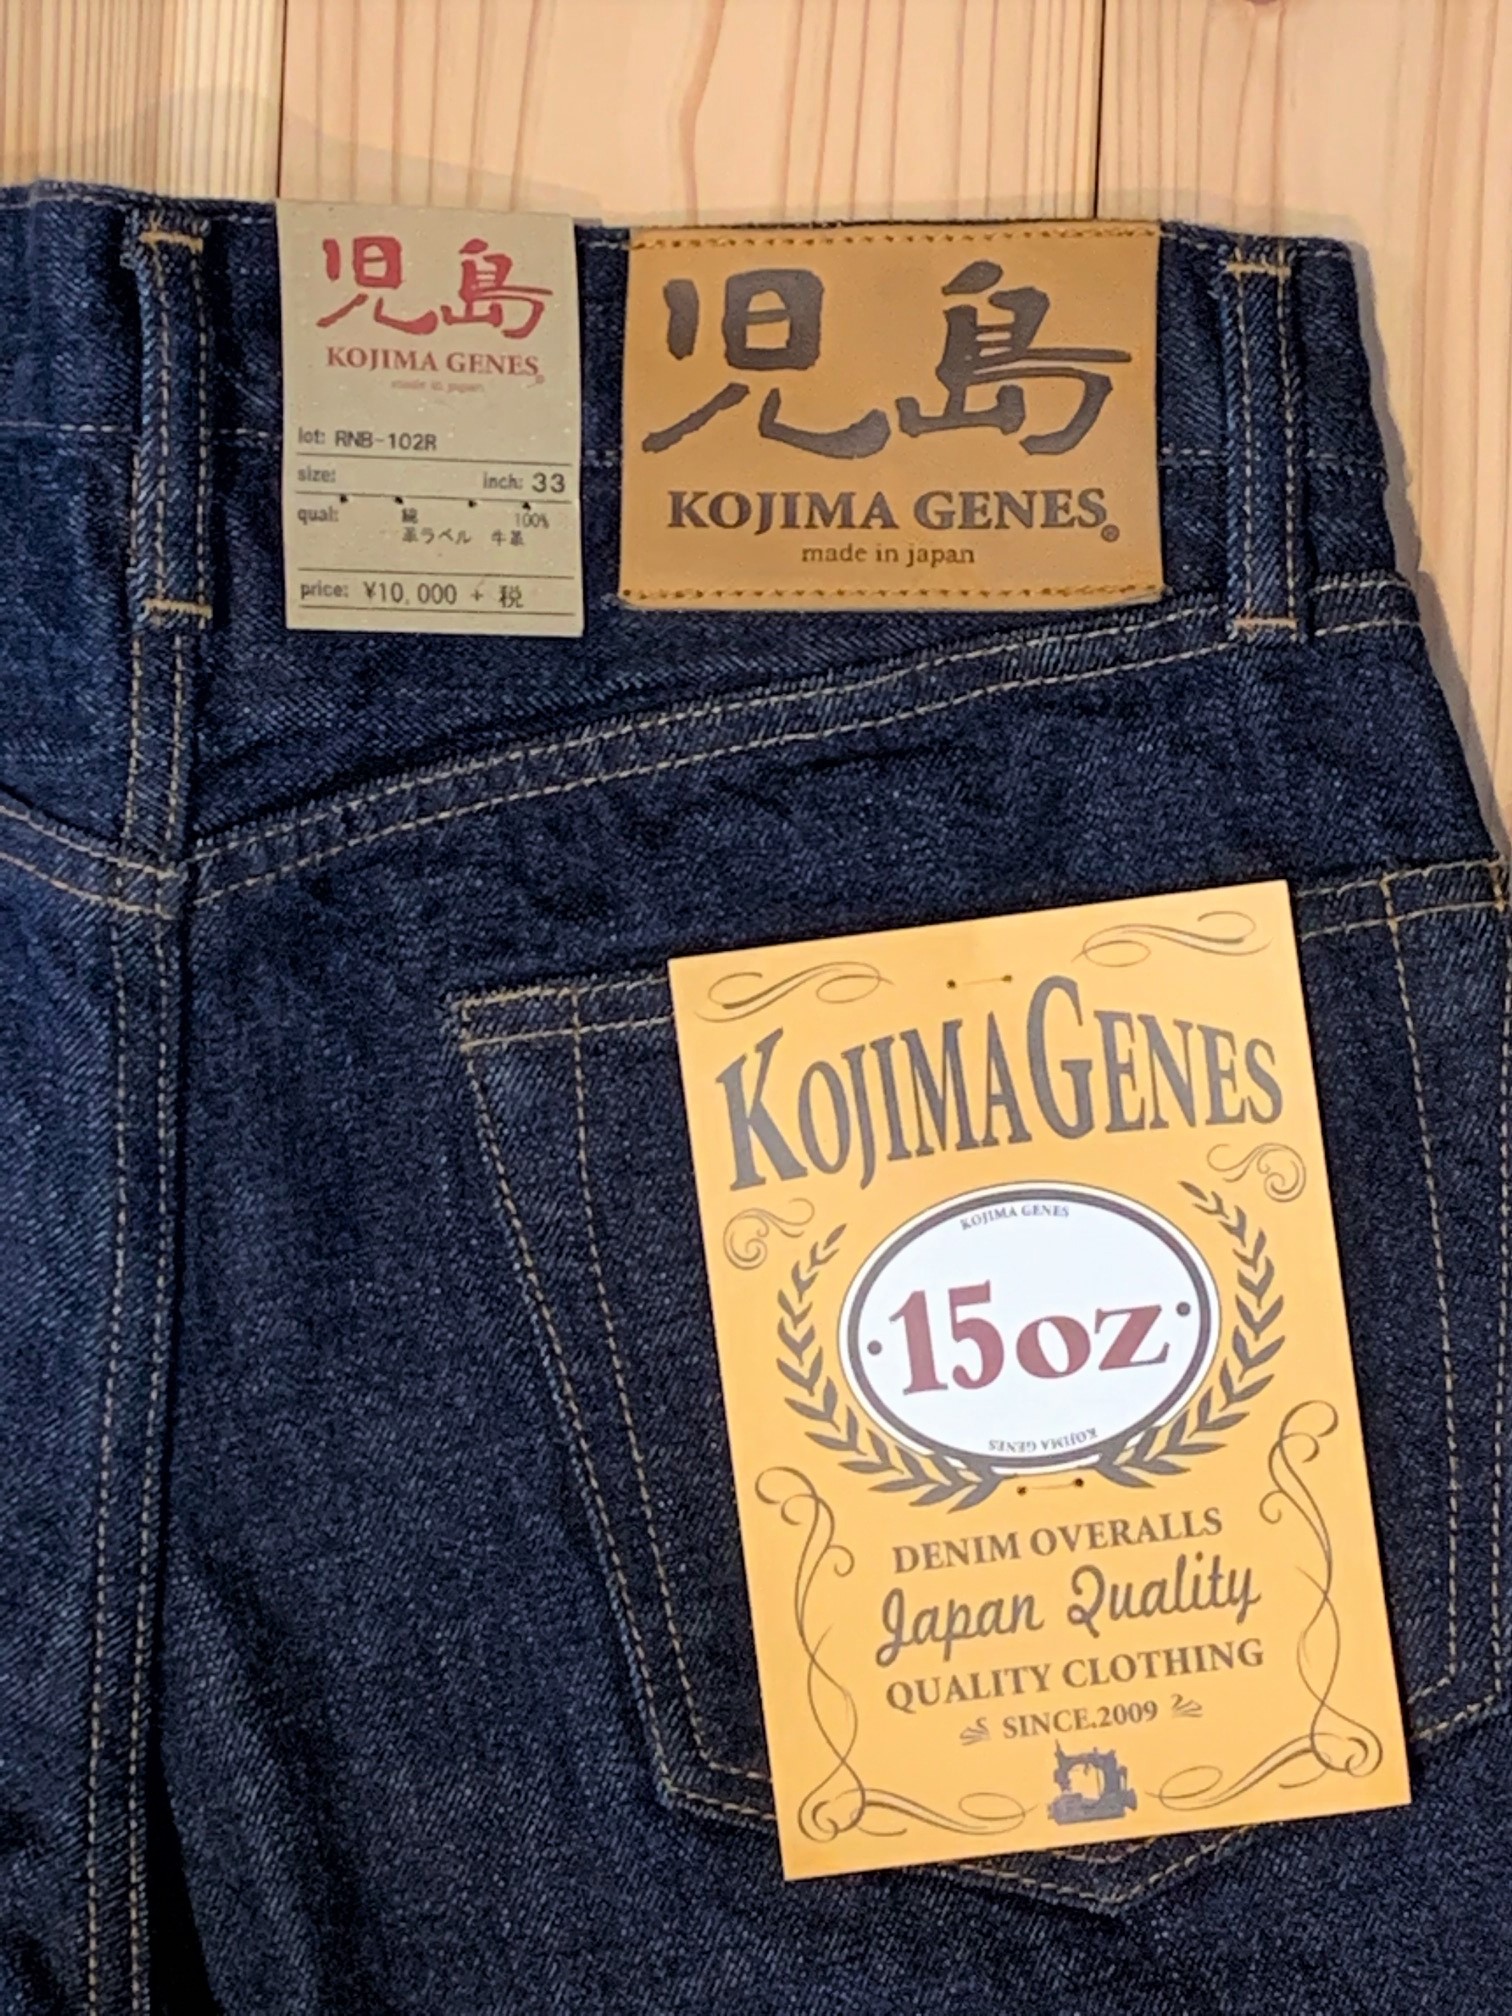 児島
KOJIMA GENES
made in japan
lot: RNB-102R
size: inch: 33
qual: 綿 100%
革ラベル 牛革
price: ¥10,000 + 税
児島
KOJIMA GENES®
made in japan
KOJIMA GENES
KOJIMA GENES
15oz
KOJIMA GENES
DENIM OVERALLS
Japan Quality
QUALITY CLOTHING
SINCE.2009